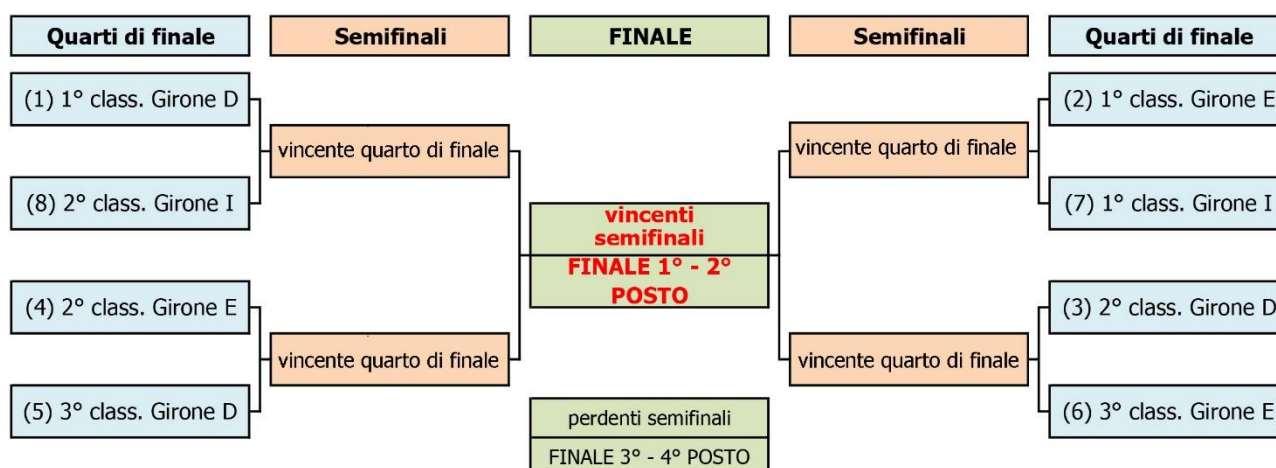 Quarti di finale
Semifinali
FINALE
Semifinali
Quarti di finale
(1) 1° class. Girone D
(2) 1° class. Girone E
vincente quarto di finale
vincente quarto di finale
(8) 2° class. Girone I
(7) 1° class. Girone I
vincenti
semifinali
FINALE 1° - 2°
POSTO
(4) 2° class. Girone E
(3) 2° class. Girone D
vincente quarto di finale
vincente quarto di finale
(5) 3° class. Girone D
(6) 3° class. Girone E
perdenti semifinali
FINALE 3° - 4° POSTO